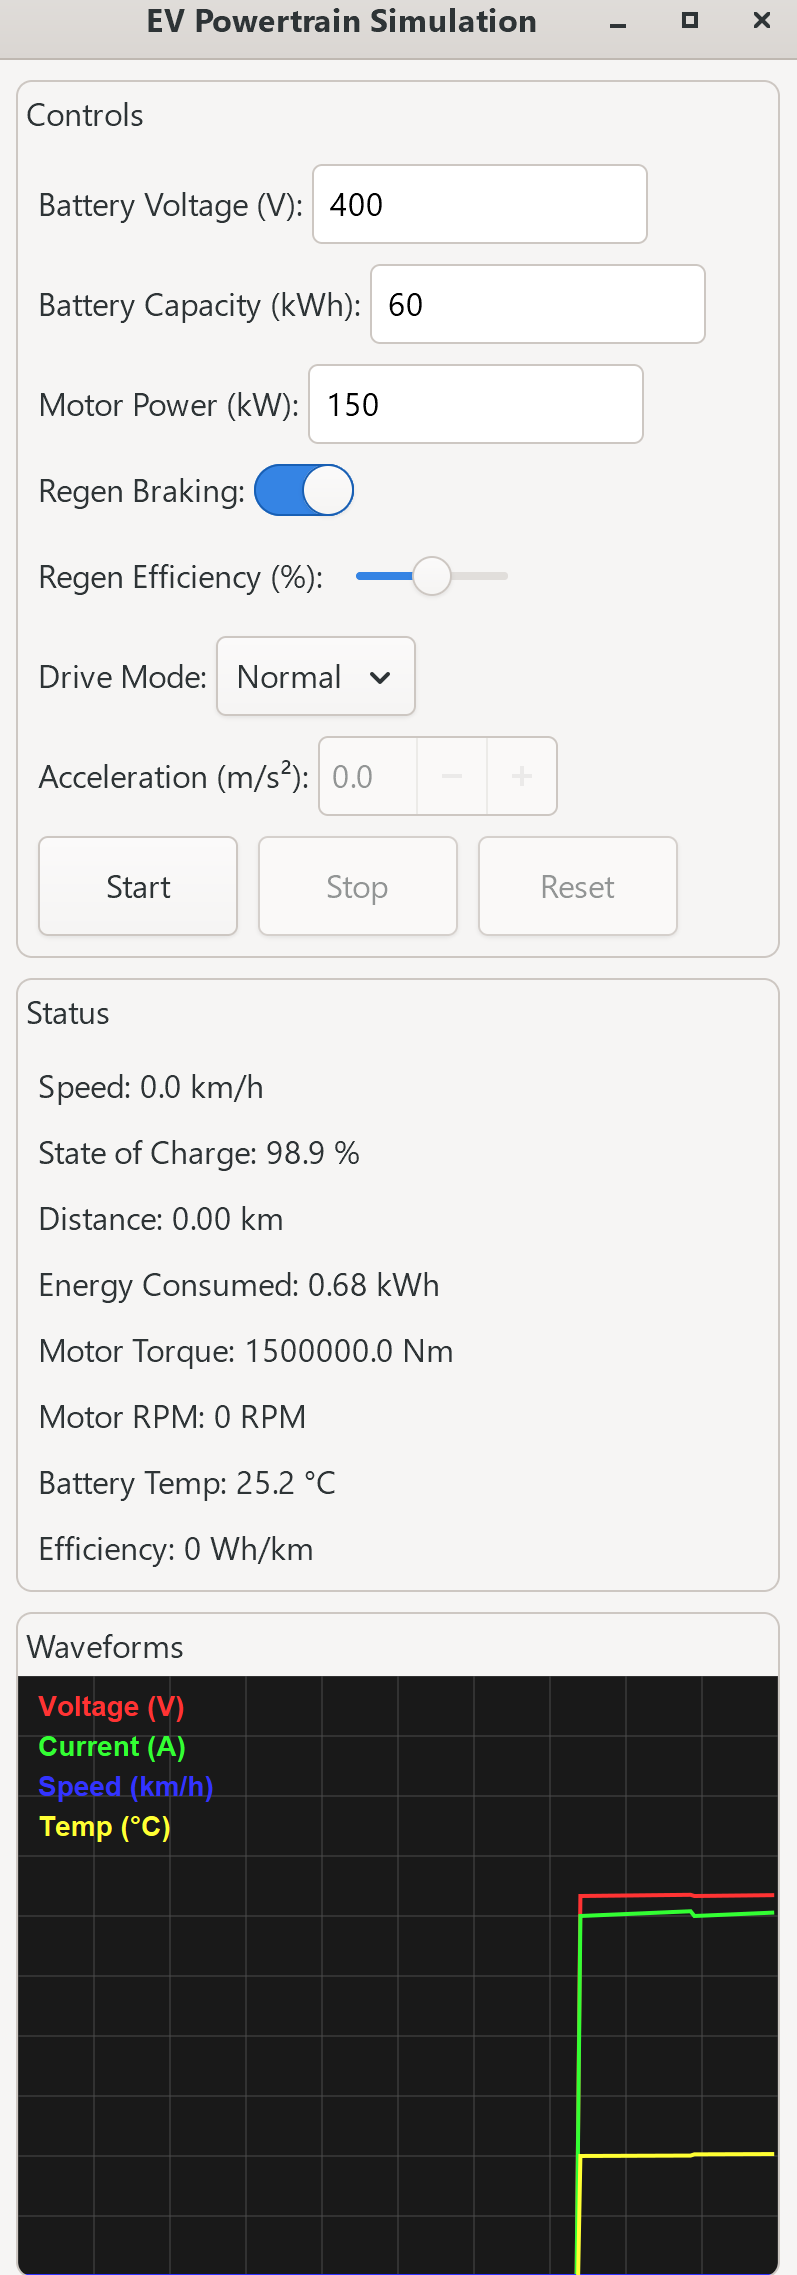 EV Powertrain Simulation
Controls
Battery Voltage (V): 400
Battery Capacity (kWh): 60
Motor Power (kW): 150
Regen Braking:
Regen Efficiency (%):
Drive Mode: Normal
Acceleration (m/s²): 0.0 − +
Start Stop Reset
Status
Speed: 0.0 km/h
State of Charge: 98.9 %
Distance: 0.00 km
Energy Consumed: 0.68 kWh
Motor Torque: 1500000.0 Nm
Motor RPM: 0 RPM
Battery Temp: 25.2 °C
Efficiency: 0 Wh/km
Waveforms
Voltage (V)
Current (A)
Speed (km/h)
Temp (°C)